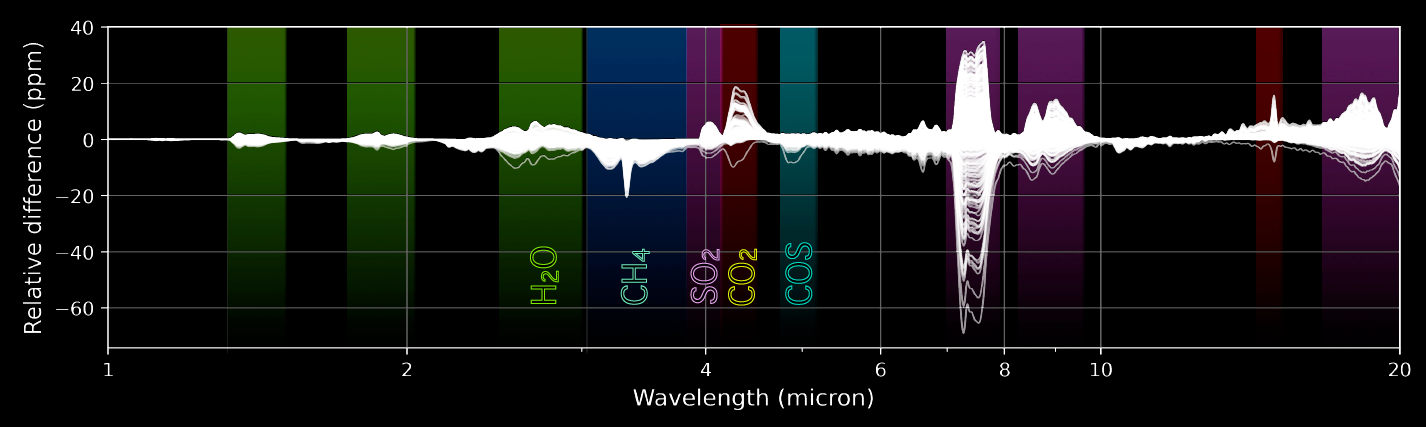 40
20
0
−20
−40
−60
Relative difference (ppm)
H₂O
CH₄
SO₂
CO₂
COS
1
2
4
6
8
10
20
Wavelength (micron)